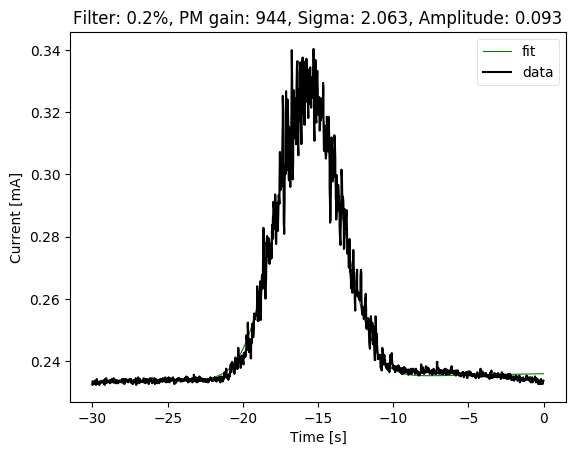 Filter: 0.2%, PM gain: 944, Sigma: 2.063, Amplitude: 0.093
fit
data
0.34
0.32
0.30
0.28
0.26
0.24
Current [mA]
−30
−25
−20
−15
−10
−5
0
Time [s]